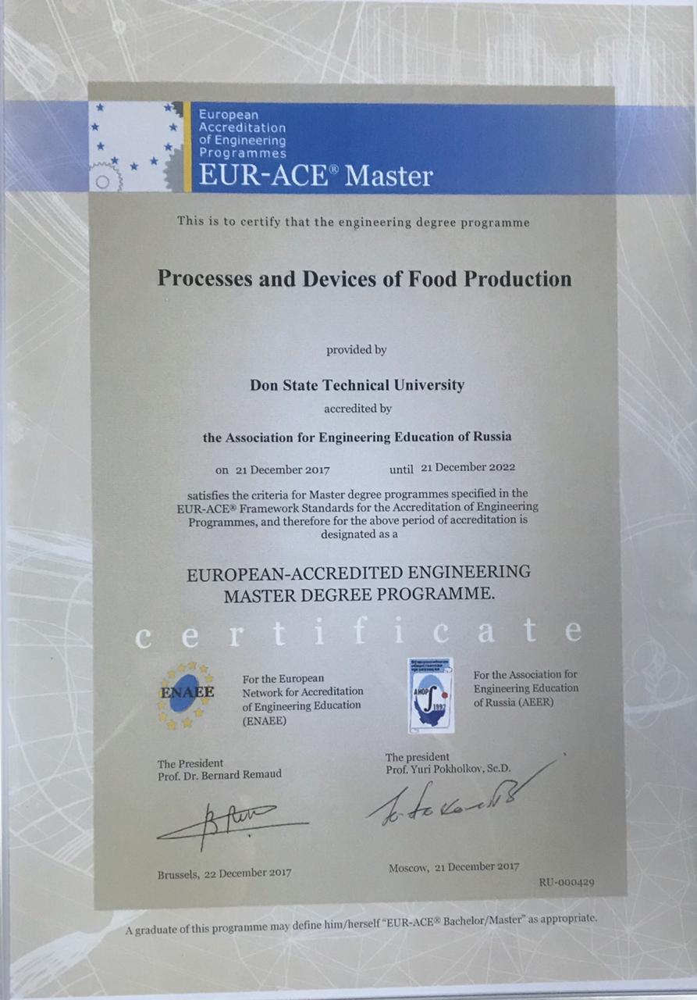 European
Accreditation
of Engineering
Programmes
EUR-ACE® Master
This is to certify that the engineering degree programme
Processes and Devices of Food Production
provided by
Don State Technical University
accredited by
the Association for Engineering Education of Russia
on 21 December 2017 until 21 December 2022
satisfies the criteria for Master degree programmes specified in the
EUR-ACE® Framework Standards for the Accreditation of Engineering
Programmes, and therefore for the above period of accreditation is
designated as a
EUROPEAN-ACCREDITED ENGINEERING
MASTER DEGREE PROGRAMME.
certificate
ENAEE
For the European
Network for Accreditation
of Engineering Education
(ENAEE)
Общероссийская
общественная
организация
АИОР
1992
For the Association for
Engineering Education
of Russia (AEER)
The President
Prof. Dr. Bernard Remaud
The president
Prof. Yuri Pokholkov, Sc.D.
Brussels, 22 December 2017
Moscow, 21 December 2017
RU-000429
A graduate of this programme may define him/herself “EUR-ACE® Bachelor/Master” as appropriate.